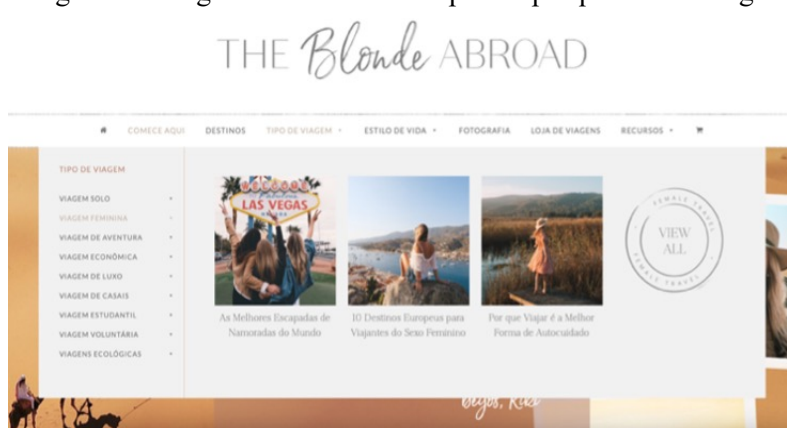 THE Blonde ABROAD
COMECE AQUI DESTINOS TIPO DE VIAGEM ESTILO DE VIDA FOTOGRAFIA LOJA DE VIAGENS RECURSOS
TIPO DE VIAGEM
VIAGEM SOLO
VIAGEM FEMININA
VIAGEM DE AVENTURA
VIAGEM ECONÔMICA
VIAGEM DE LUXO
VIAGEM DE CASAIS
VIAGEM ESTUDANTIL
VIAGEM VOLUNTÁRIA
VIAGENS ECOLÓGICAS
WELCOME
TO Fabulous
LAS VEGAS
As Melhores Escapadas de
Namoradas do Mundo
10 Destinos Europeus para
Viajantes do Sexo Feminino
Por que Viajar é a Melhor
Forma de Autocuidado
FEMALE TRAVEL
VIEW
ALL
FEMALE TRAVEL